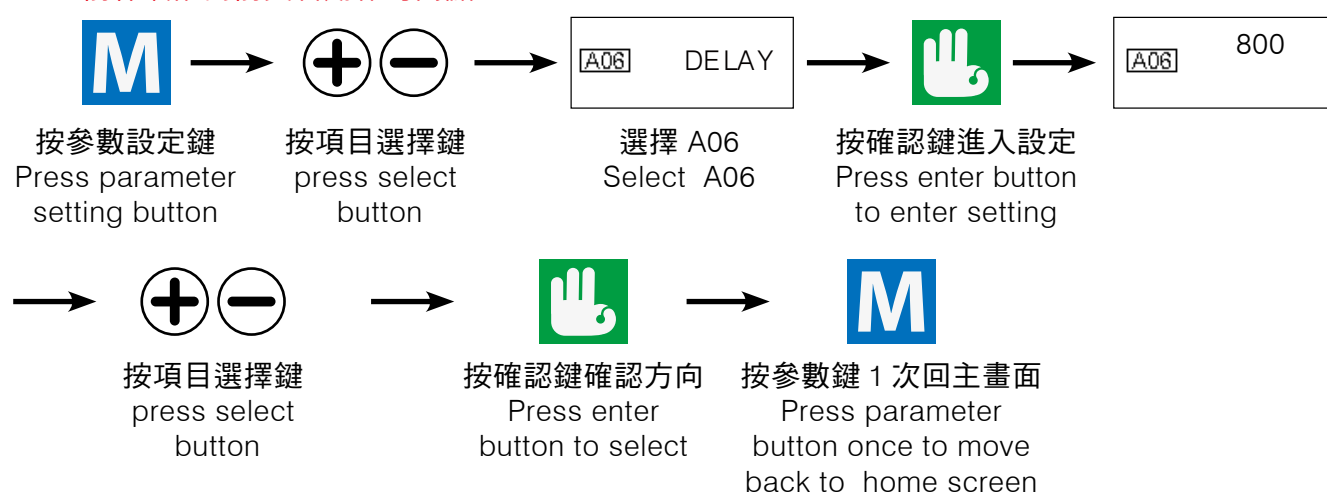 M
A06 DELAY
A06 800
按參數設定鍵
Press parameter
setting button
按項目選擇鍵
press select
button
選擇 A06
Select A06
按確認鍵進入設定
Press enter button
to enter setting
按項目選擇鍵
press select
button
按確認鍵確認方向
Press enter
button to select
M
按參數鍵 1 次回主畫面
Press parameter
button once to move
back to home screen